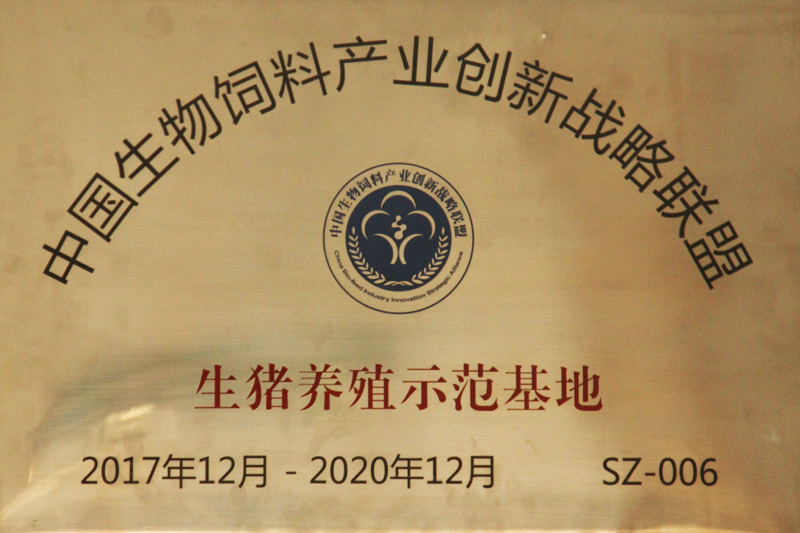 中国生物饲料产业创新战略联盟
中国生物饲料产业创新战略联盟
China Bio-feed Industry Innovation Strategic Alliance
生猪养殖示范基地
2017年12月 - 2020年12月 SZ-006